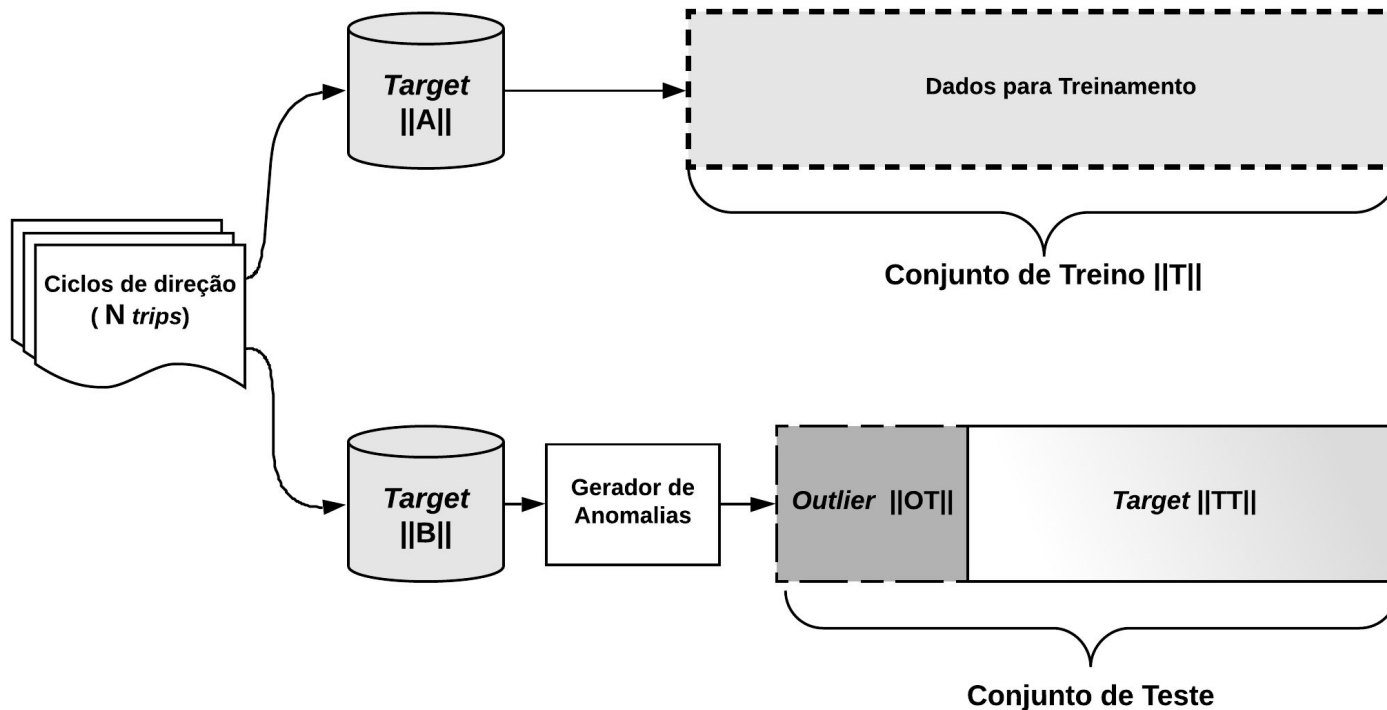 Target
||A||
Dados para Treinamento
Conjunto de Treino ||T||
Ciclos de direção
( N trips)
Target
||B||
Gerador de
Anomalias
Outlier ||OT||
Target ||TT||
Conjunto de Teste